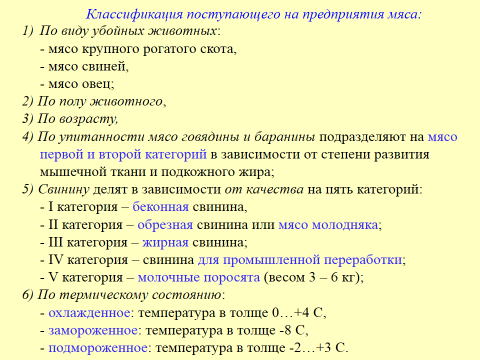 Классификация поступающего на предприятия мяса:
1) По виду убойных животных:
- мясо крупного рогатого скота,
- мясо свиней,
- мясо овец;
2) По полу животного,
3) По возрасту,
4) По упитанности мясо говядины и баранины подразделяют на мясо
первой и второй категорий в зависимости от степени развития
мышечной ткани и подкожного жира;
5) Свинину делят в зависимости от качества на пять категорий:
- I категория – беконная свинина,
- II категория – обрезная свинина или мясо молодняка;
- III категория – жирная свинина;
- IV категория – свинина для промышленной переработки;
- V категория – молочные поросята (весом 3 – 6 кг);
6) По термическому состоянию:
- охлажденное: температура в толще 0…+4 С,
- замороженное: температура в толще -8 С,
- подмороженное: температура в толще -2…+3 С.